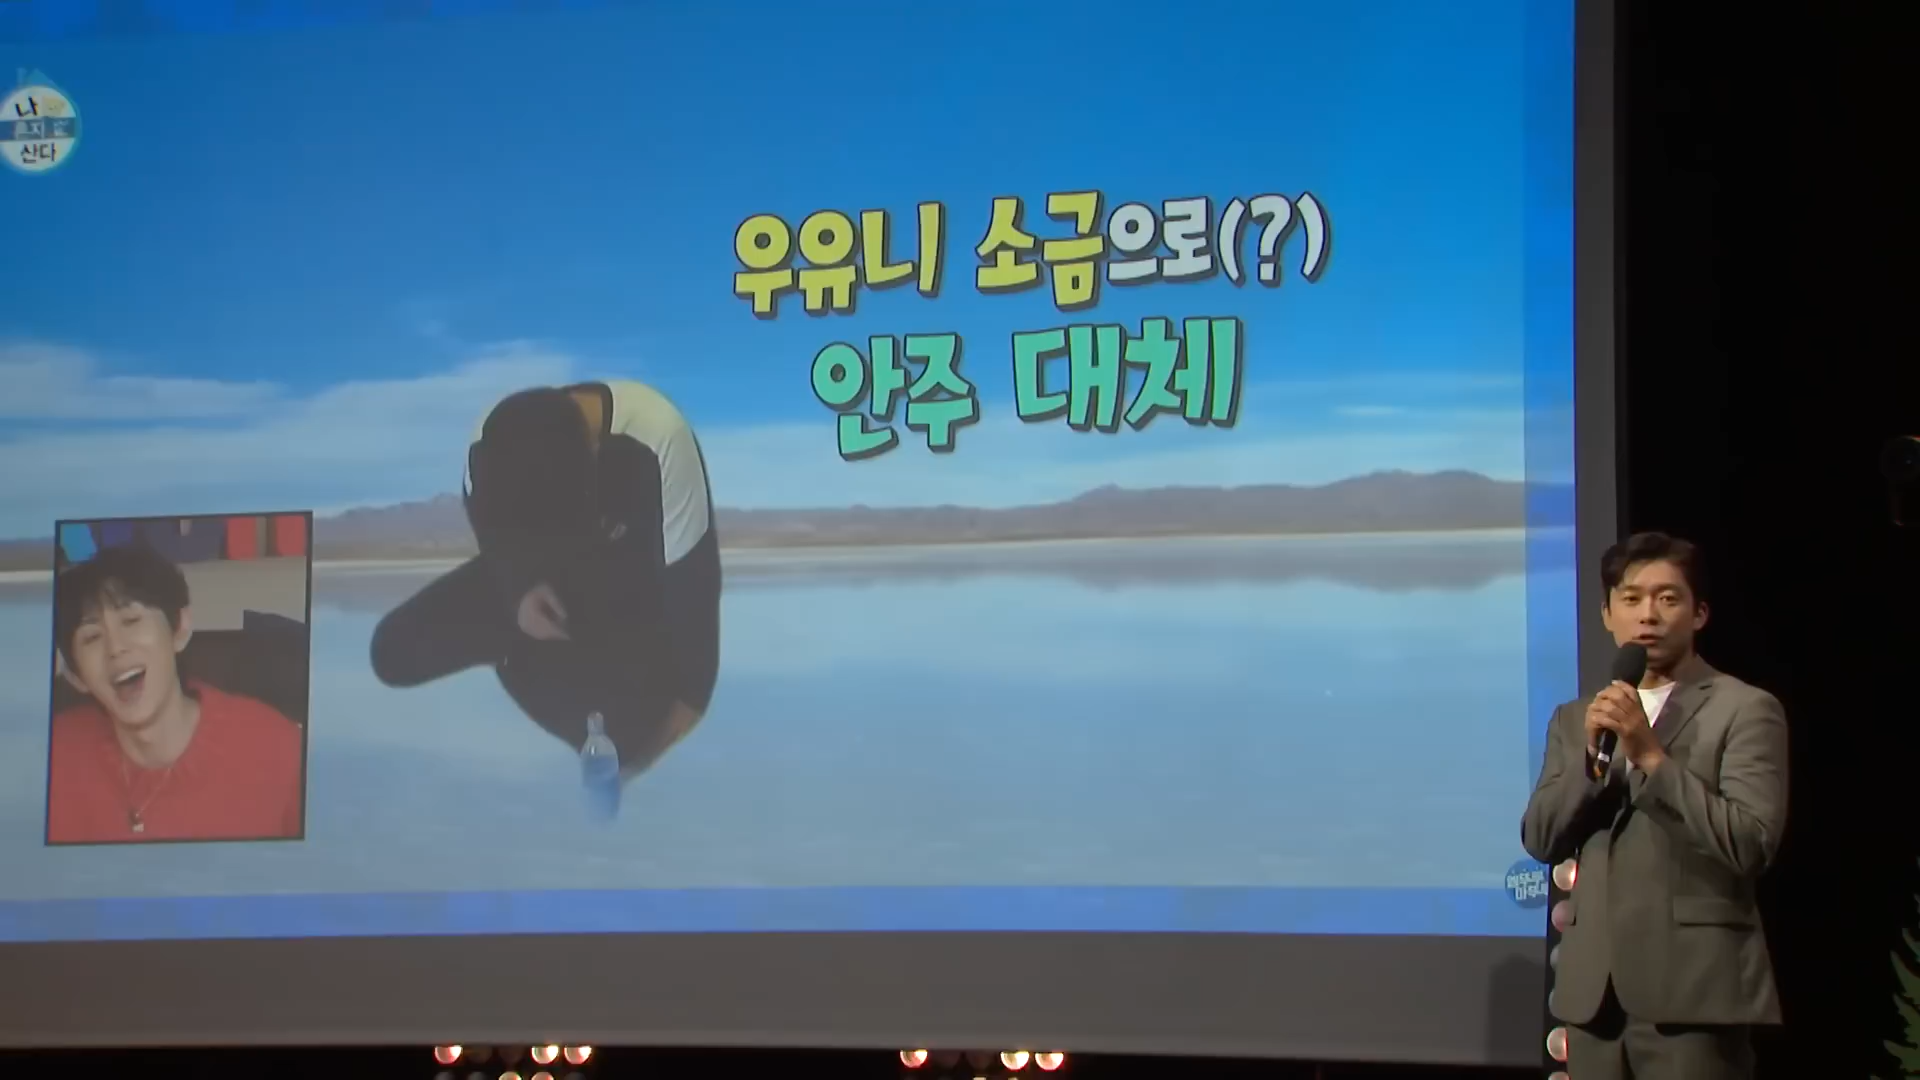 나
혼자
산다
우유니 소금으로(?)
안주 대체